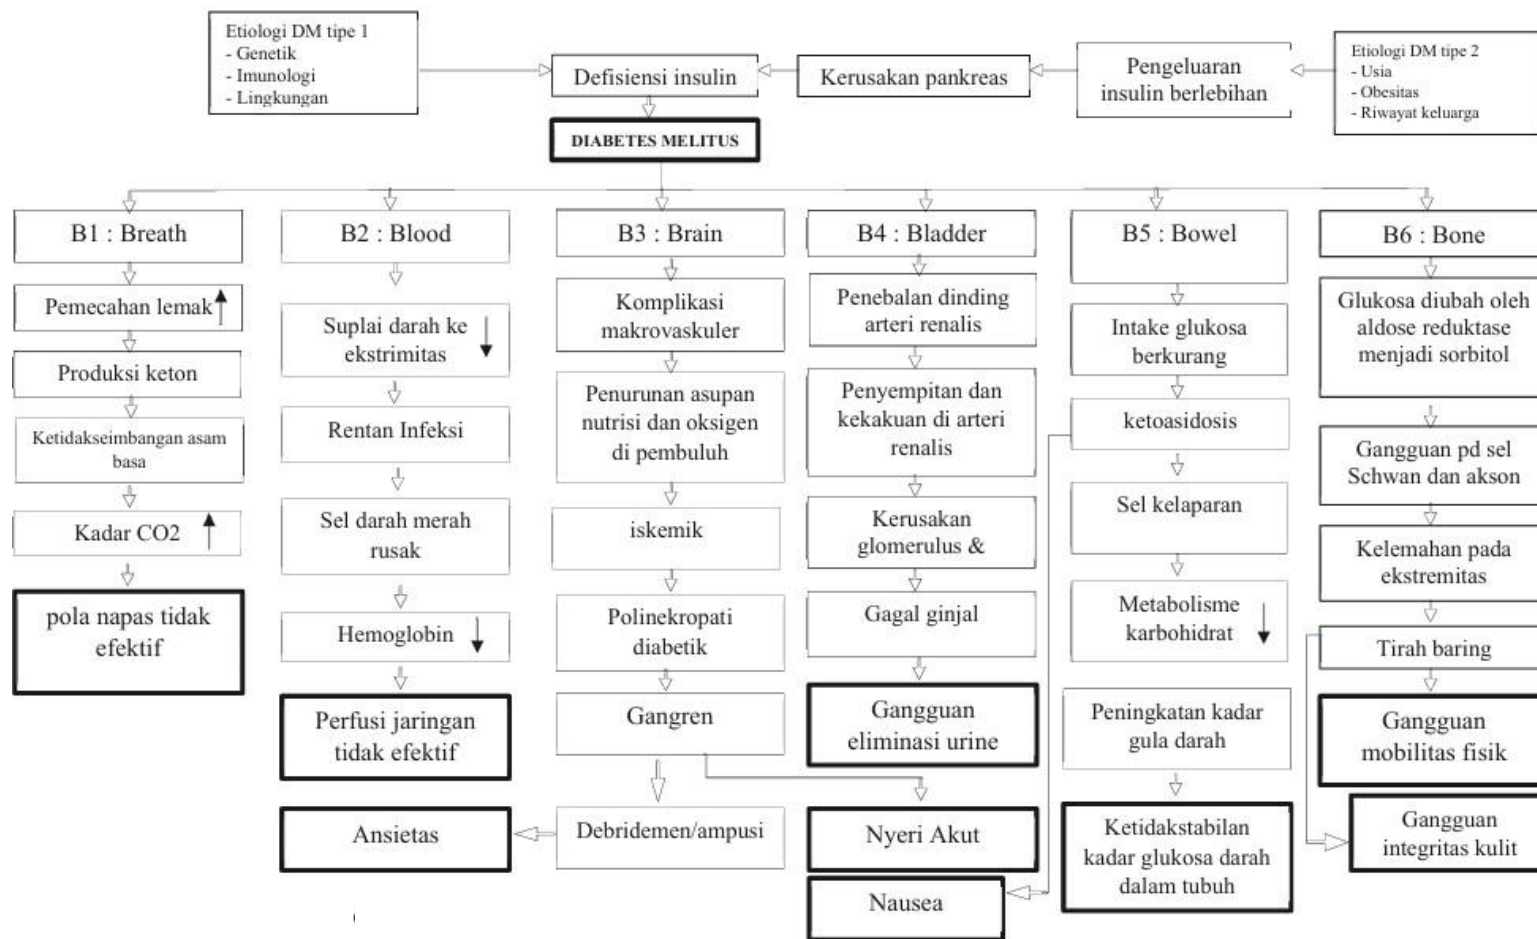 Etiologi DM tipe 1
- Genetik
- Imunologi
- Lingkungan
Defisiensi insulin
Kerusakan pankreas
Pengeluaran
insulin berlebihan
Etiologi DM tipe 2
- Usia
- Obesitas
- Riwayat keluarga
DIABETES MELITUS
B1 : Breath
Pemecahan lemak
Produksi keton
Ketidakseimbangan asam
basa
Kadar CO2
pola napas tidak
efektif
B2 : Blood
Suplai darah ke
ekstrimitas
Rentan Infeksi
Sel darah merah
rusak
Hemoglobin
Perfusi jaringan
tidak efektif
Ansietas
B3 : Brain
Komplikasi
makrovaskuler
Penurunan asupan
nutrisi dan oksigen
di pembuluh
iskemik
Polinekropati
diabetik
Gangren
Debridemen/ampusi
B4 : Bladder
Penebalan dinding
arteri renalis
Penyempitan dan
kekakuan di arteri
renalis
Kerusakan
glomerulus &
Gagal ginjal
Gangguan
eliminasi urine
Nyeri Akut
Nausea
B5 : Bowel
Intake glukosa
berkurang
ketoasidosis
Sel kelaparan
Metabolisme
karbohidrat
Peningkatan kadar
gula darah
Ketidakstabilan
kadar glukosa darah
dalam tubuh
B6 : Bone
Glukosa diubah oleh
aldose reduktase
menjadi sorbitol
Gangguan pd sel
Schwan dan akson
Kelemahan pada
ekstremitas
Tirah baring
Gangguan
mobilitas fisik
Gangguan
integritas kulit